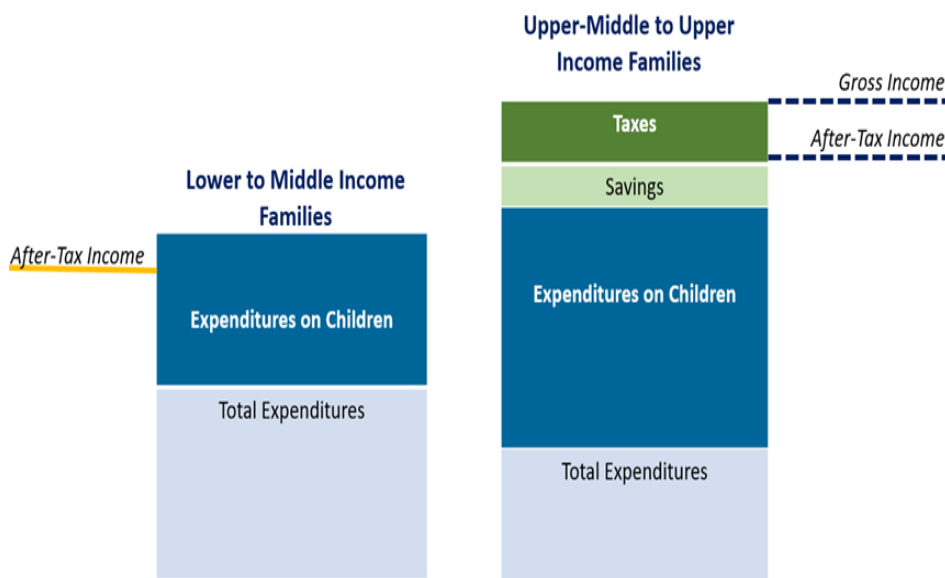 Lower to Middle Income
Families
After-Tax Income
Expenditures on Children
Total Expenditures
Upper-Middle to Upper
Income Families
Gross Income
Taxes
After-Tax Income
Savings
Expenditures on Children
Total Expenditures